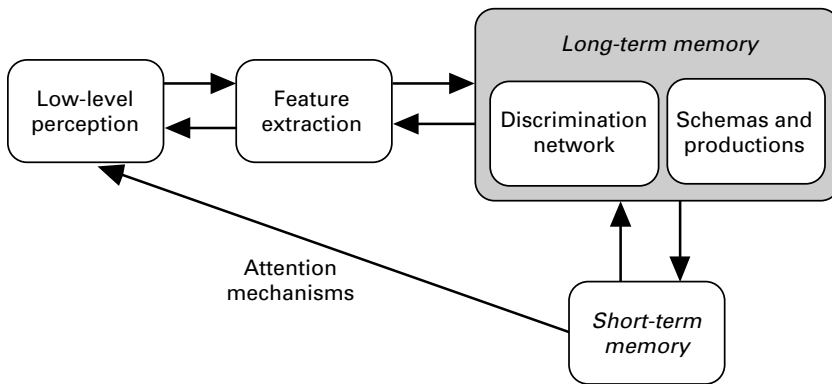 Long-term memory
Low-level
perception
Feature
extraction
Discrimination
network
Schemas and
productions
Attention
mechanisms
Short-term
memory